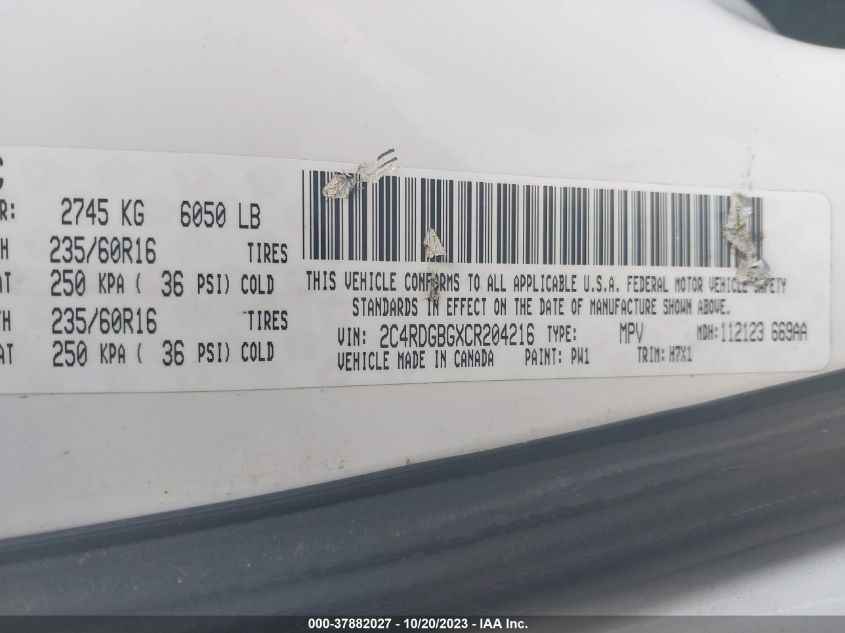 2745 KG 6050 LB
235/60R16 TIRES
250 KPA ( 36 PSI) COLD
235/60R16 TIRES
250 KPA ( 36 PSI) COLD
THIS VEHICLE CONFORMS TO ALL APPLICABLE U.S.A. FEDERAL MOTOR VEHICLE SAFETY
STANDARDS IN EFFECT ON THE DATE OF MANUFACTURE SHOWN ABOVE.
VIN: 2C4RDGBGXCR204216 TYPE: MPV MDH: 112123 669AA
VEHICLE MADE IN CANADA PAINT: PW1 TRIM: H7X1
000-37882027 - 10/20/2023 - IAA Inc.